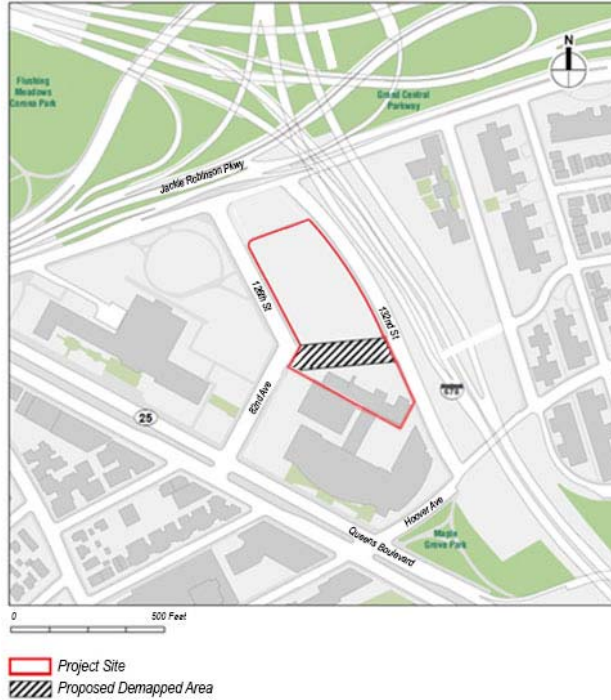 N
Flushing
Meadows
Corona Park
Grand Central
Parkway
Jackie Robinson Pkwy
126th St
132nd St
82nd Ave
25
678
Hoover Ave
Queens Boulevard
Maple
Grove Park
0 500 Feet
Project Site
Proposed Demapped Area